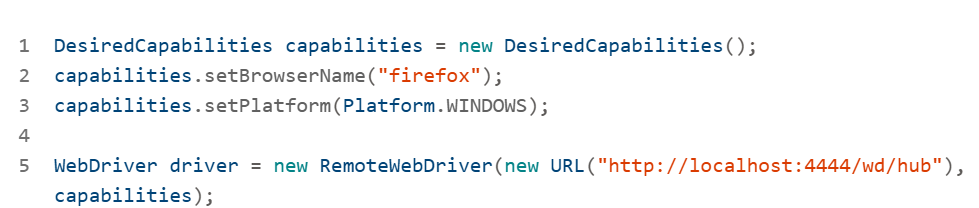 1 DesiredCapabilities capabilities = new DesiredCapabilities();
2 capabilities.setBrowserName("firefox");
3 capabilities.setPlatform(Platform.WINDOWS);
4
5 WebDriver driver = new RemoteWebDriver(new URL("http://localhost:4444/wd/hub"),
capabilities);